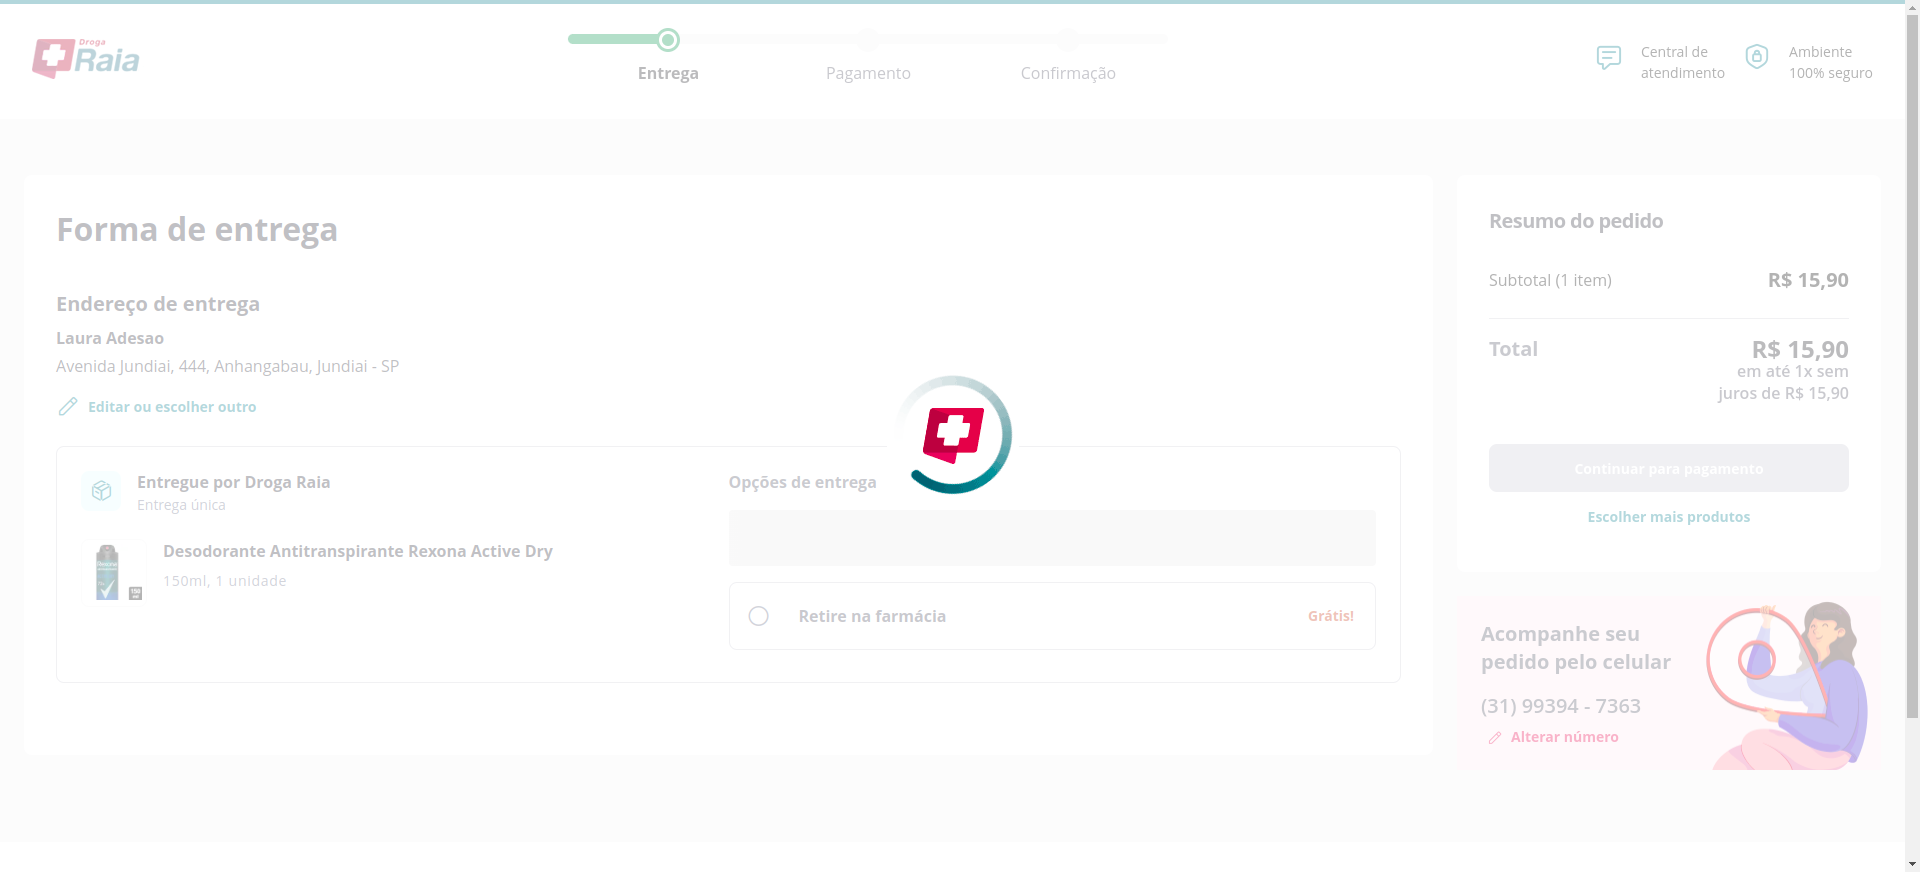 Droga
Raia
Entrega
Pagamento
Confirmação
Central de
atendimento
Ambiente
100% seguro
Forma de entrega
Endereço de entrega
Laura Adesao
Avenida Jundiai, 444, Anhangabau, Jundiai - SP
Editar ou escolher outro
Entregue por Droga Raia
Entrega única
Desodorante Antitranspirante Rexona Active Dry
150ml, 1 unidade
Opções de entrega
Retire na farmácia
Grátis!
Resumo do pedido
Subtotal (1 item)
R$ 15,90
Total
R$ 15,90
em até 1x sem
juros de R$ 15,90
Continuar para pagamento
Escolher mais produtos
Acompanhe seu
pedido pelo celular
(31) 99394 - 7363
Alterar número